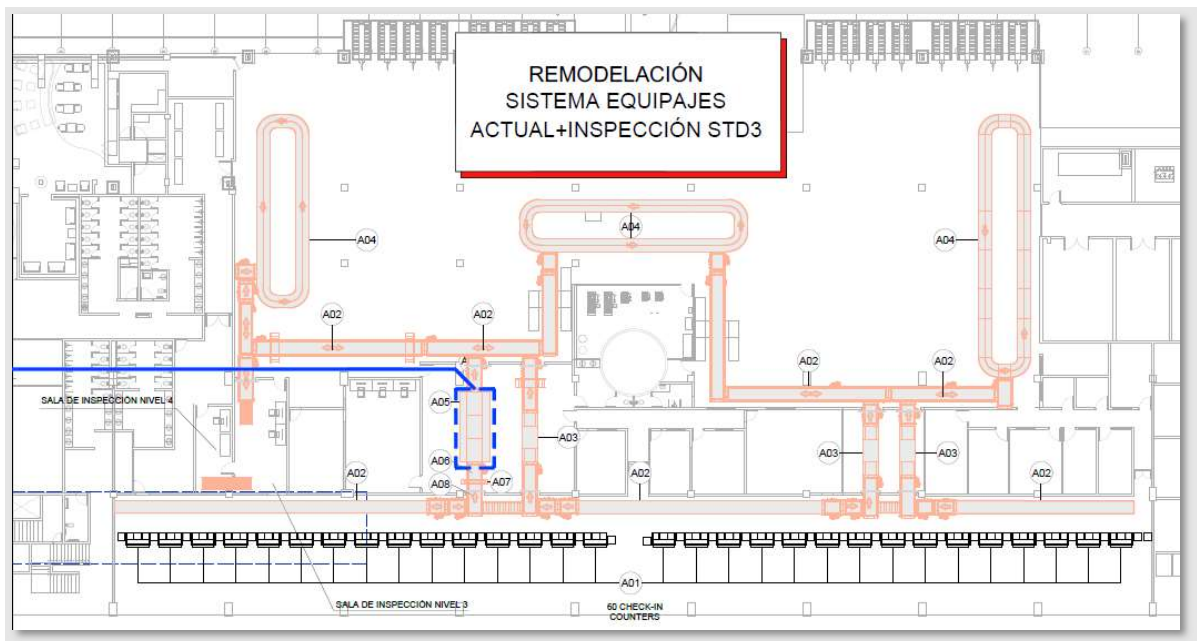 REMODELACIÓN
SISTEMA EQUIPAJES
ACTUAL+INSPECCIÓN STD3
A04
A04
A04
A02
A02
A02
A02
SALA DE INSPECCIÓN NIVEL 4
A05
A03
A03
A03
A06
A07
A08
A02
A02
A02
A01
SALA DE INSPECCIÓN NIVEL 3
60 CHECK-IN
COUNTERS